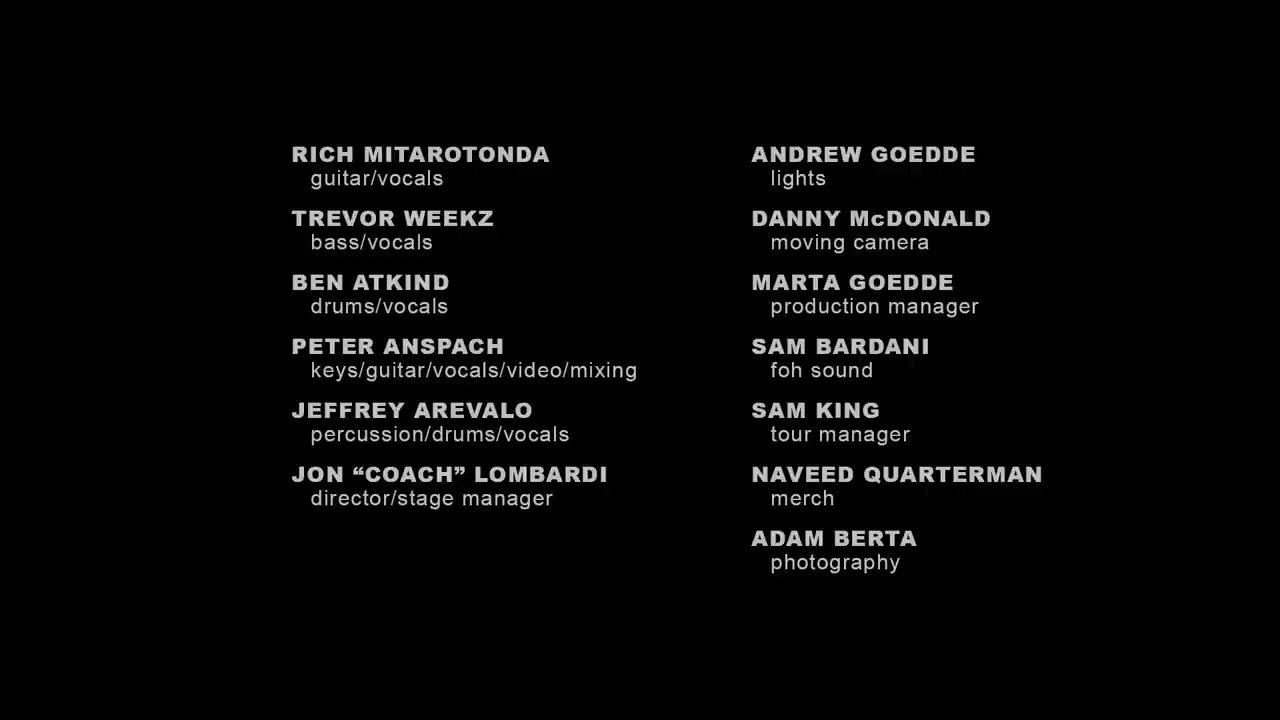 RICH MITAROTONDA
guitar/vocals
TREVOR WEEKZ
bass/vocals
BEN ATKIND
drums/vocals
PETER ANSPACH
keys/guitar/vocals/video/mixing
JEFFREY AREVALO
percussion/drums/vocals
JON “COACH” LOMBARDI
director/stage manager
ANDREW GOEDDE
lights
DANNY McDONALD
moving camera
MARTA GOEDDE
production manager
SAM BARDANI
foh sound
SAM KING
tour manager
NAVEED QUARTERMAN
merch
ADAM BERTA
photography